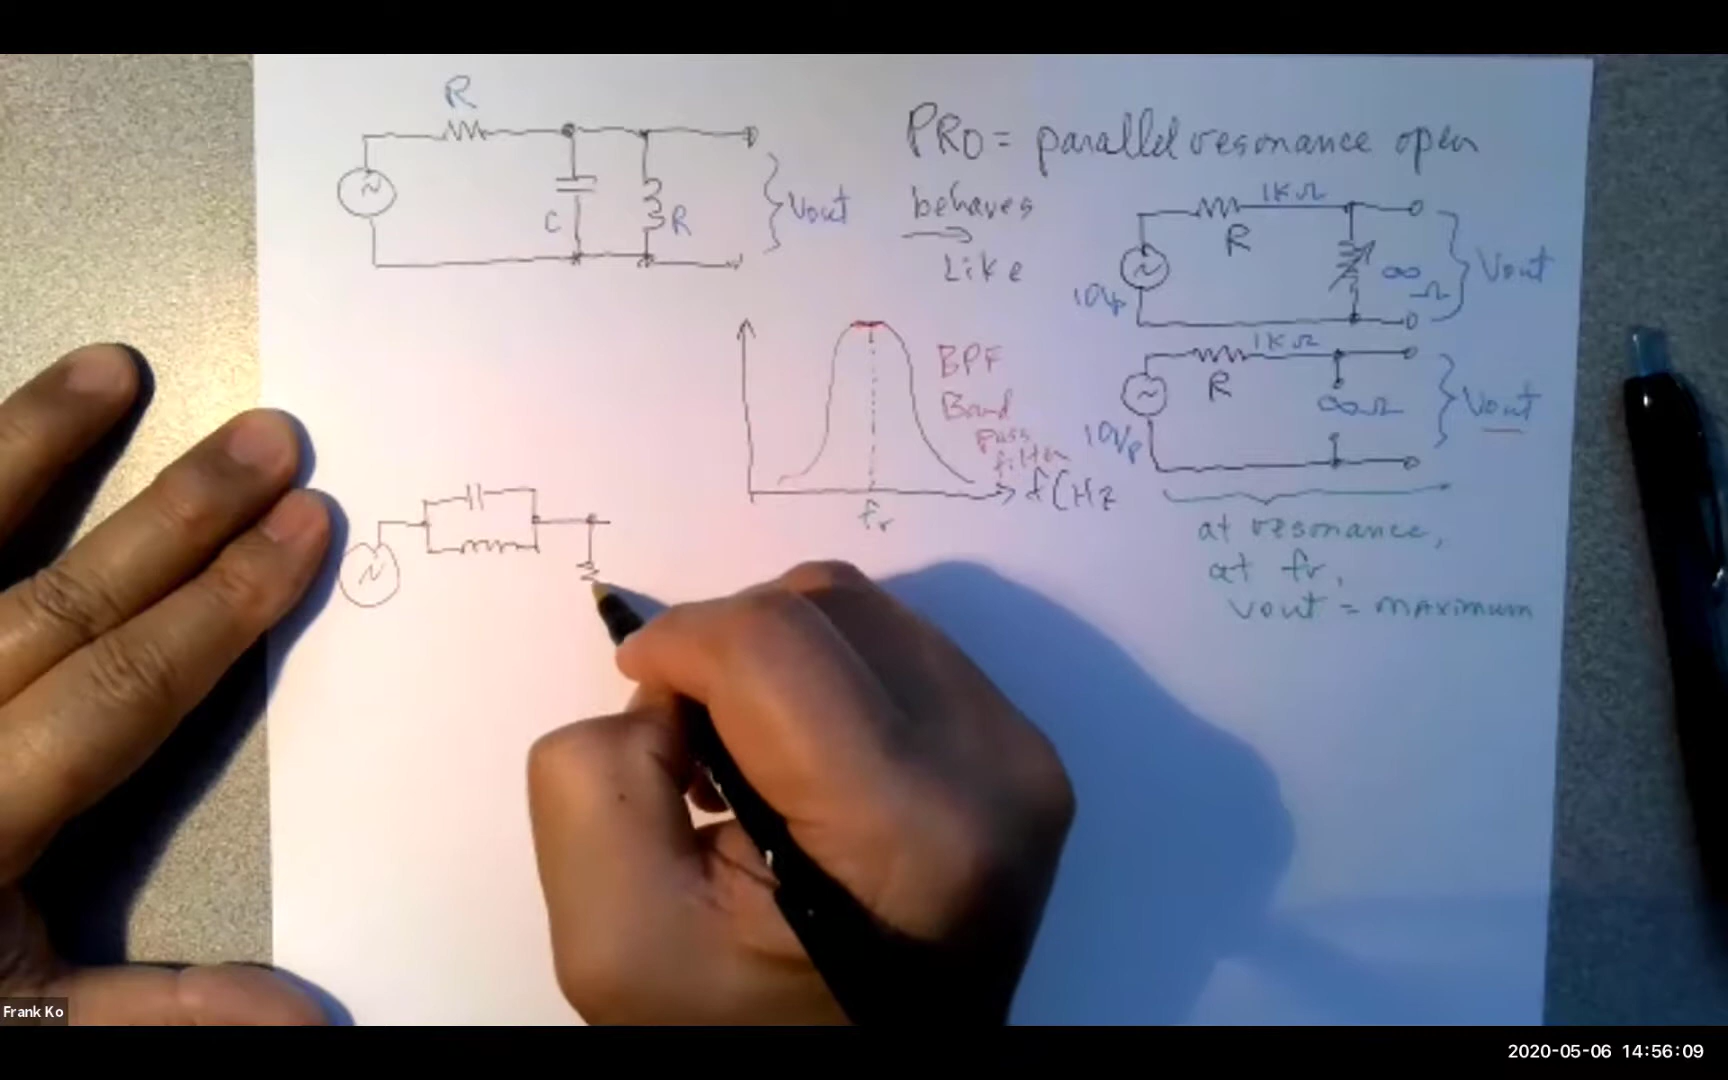 R
C
R
Vout
PRO = parallel resonance open
behaves
Like
1KΩ
R
10Vp
∞
Ω
Vout
1KΩ
R
10Vp
∞Ω
Vout
BPF
Band
pass
filter
f(Hz
fr
at resonance,
at fr,
Vout = maximum
Frank Ko
2020-05-06 14:56:09